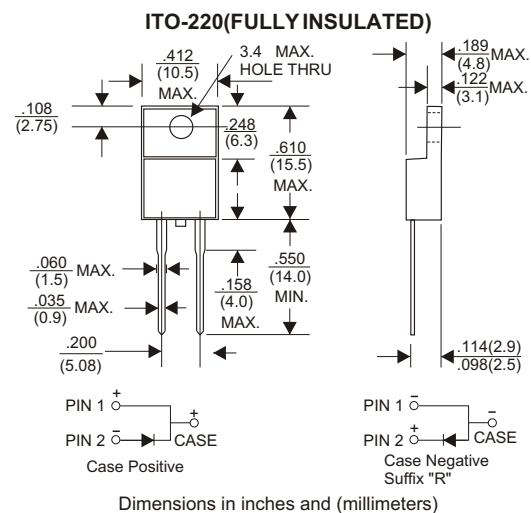 ITO-220(FULLY INSULATED)
.412
(10.5)
MAX.
3.4 MAX.
HOLE THRU
.189
(4.8)
MAX.
.122
(3.1)
MAX.
.108
(2.75)
.248
(6.3)
.610
(15.5)
MAX.
.060
(1.5)
MAX.
.035
(0.9)
MAX.
.158
(4.0)
MAX.
.550
(14.0)
MIN.
.200
(5.08)
.114(2.9)
.098(2.5)
PIN 1 +
PIN 2 −
+
CASE
Case Positive
PIN 1 −
PIN 2 +
−
CASE
Case Negative
Suffix "R"
Dimensions in inches and (millimeters)